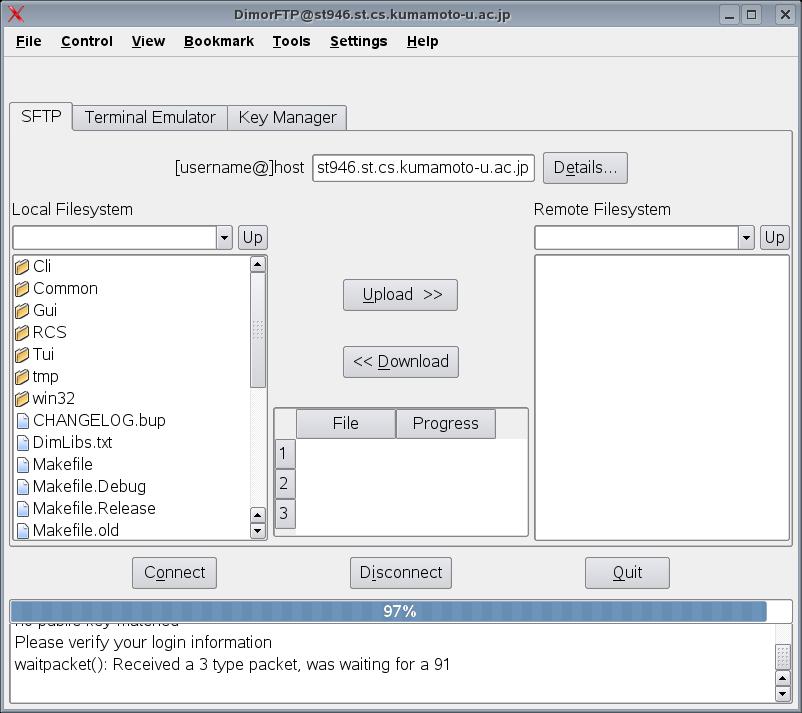 DimorFTP@st946.st.cs.kumamoto-u.ac.jp
File Control View Bookmark Tools Settings Help
SFTP Terminal Emulator Key Manager
[username@]host st946.st.cs.kumamoto-u.ac.jp Details...
Local Filesystem
Up
Cli
Common
Gui
RCS
Tui
tmp
win32
CHANGELOG.bup
DimLibs.txt
Makefile
Makefile.Debug
Makefile.Release
Makefile.old
Upload >>
<< Download
File Progress
1
2
3
Remote Filesystem
Up
Connect Disconnect Quit
97%
no public key matched
Please verify your login information
waitpacket(): Received a 3 type packet, was waiting for a 91